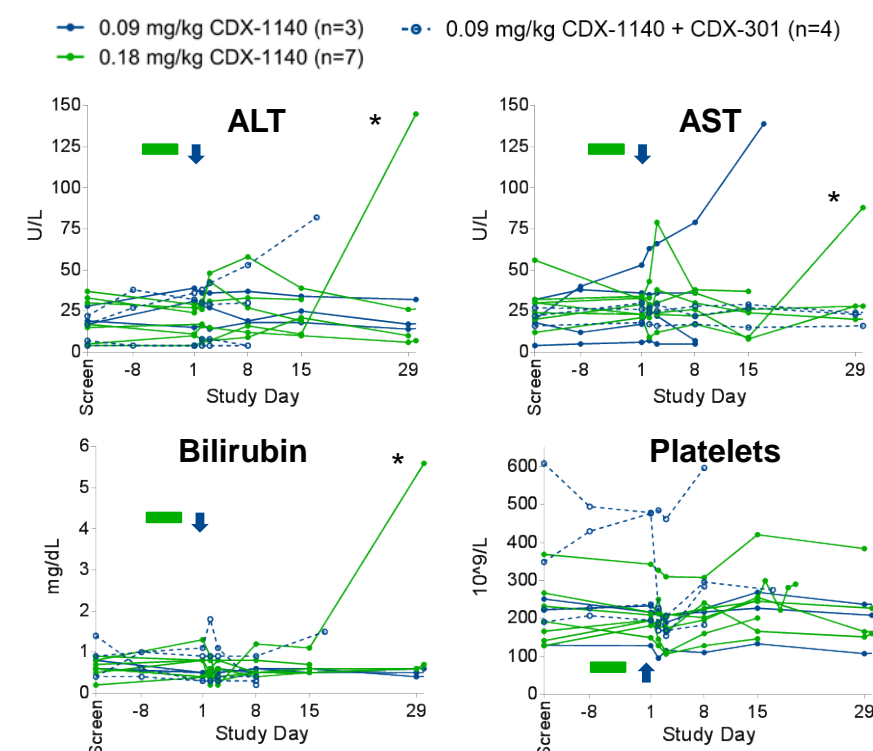 0.09 mg/kg CDX-1140 (n=3)
0.09 mg/kg CDX-1140 + CDX-301 (n=4)
0.18 mg/kg CDX-1140 (n=7)
ALT
*
U/L
150
125
100
75
50
25
0
Screen
-8
1
8
15
29
Study Day
AST
*
U/L
150
125
100
75
50
25
0
Screen
-8
1
8
15
29
Study Day
Bilirubin
*
mg/dL
6
5
4
3
2
1
0
Screen
-8
1
8
15
29
Study Day
Platelets
10^9/L
600
500
400
300
200
100
0
Screen
-8
1
8
15
29
Study Day